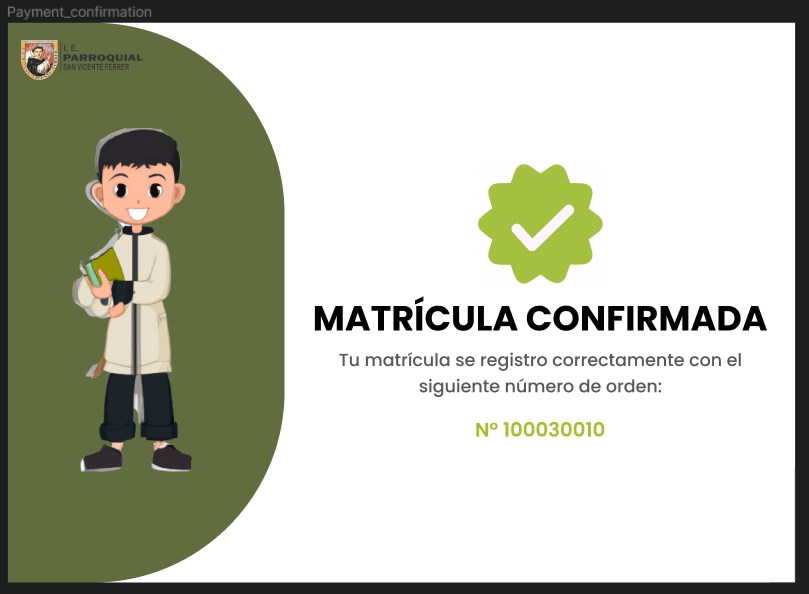 Payment_confirmation
I. E.
PARROQUIAL
SAN VICENTE FERRER
MATRÍCULA CONFIRMADA
Tu matrícula se registro correctamente con el
siguiente número de orden:
N° 100030010